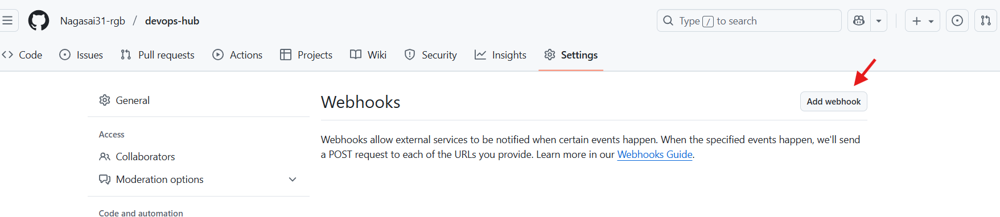 Nagasai31-rgb / devops-hub
Type / to search
Code Issues Pull requests Actions Projects Wiki Security Insights Settings
General
Access
Collaborators
Moderation options
Code and automation
Webhooks
Add webhook
Webhooks allow external services to be notified when certain events happen. When the specified events happen, we'll send
a POST request to each of the URLs you provide. Learn more in our Webhooks Guide.